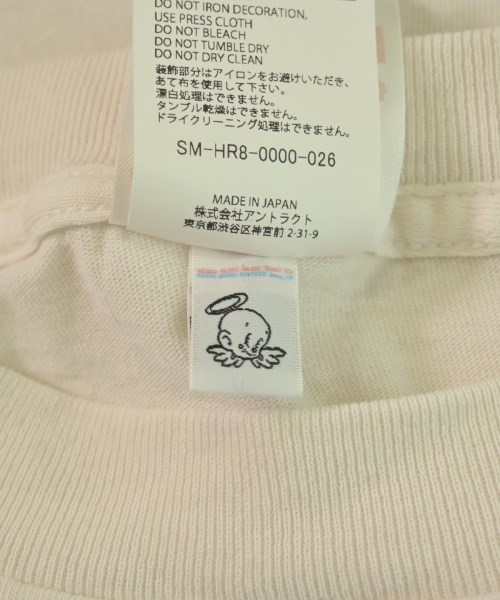 DO NOT IRON DECORATION,
USE PRESS CLOTH
DO NOT BLEACH
DO NOT TUMBLE DRY
DO NOT DRY CLEAN
装飾部分はアイロンをお避けいただき、
あて布を使用して下さい。
漂白処理はできません。
タンブル乾燥はできません。
ドライクリーニング処理はできません。
SM-HR8-0000-026
MADE IN JAPAN
株式会社アントラクト
東京都渋谷区神宮前 2-31-9